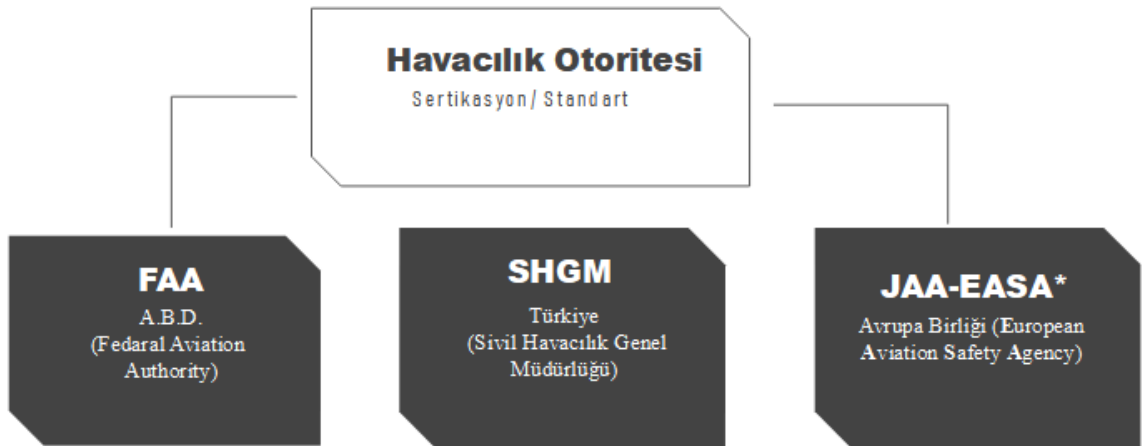 Havacılık Otoritesi
Sertikasyon/ Standart
FAA
A.B.D.
(Fedaral Aviation
Authority)
SHGM
Türkiye
(Sivil Havacılık Genel
Müdürlüğü)
JAA-EASA*
Avrupa Birliği (European
Aviation Safety Agency)